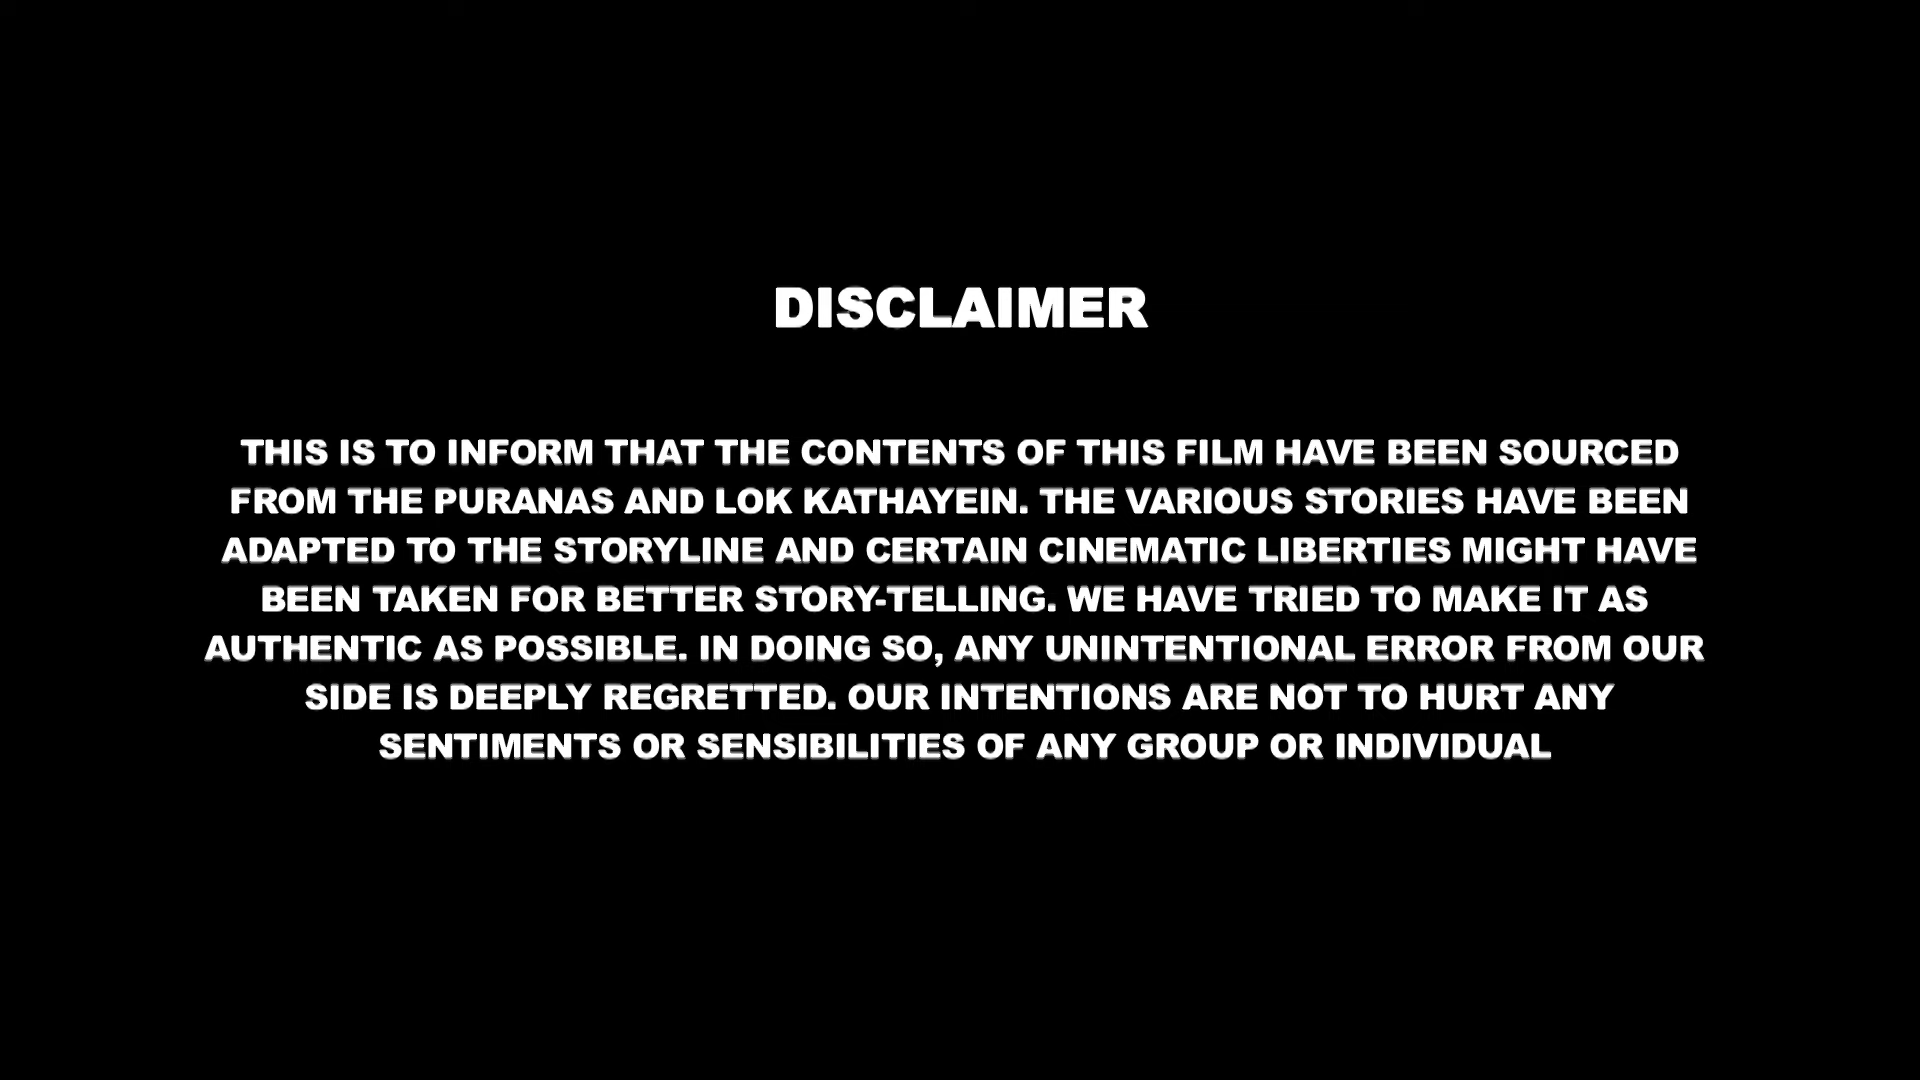 DISCLAIMER
THIS IS TO INFORM THAT THE CONTENTS OF THIS FILM HAVE BEEN SOURCED
FROM THE PURANAS AND LOK KATHAYEIN. THE VARIOUS STORIES HAVE BEEN
ADAPTED TO THE STORYLINE AND CERTAIN CINEMATIC LIBERTIES MIGHT HAVE
BEEN TAKEN FOR BETTER STORY-TELLING. WE HAVE TRIED TO MAKE IT AS
AUTHENTIC AS POSSIBLE. IN DOING SO, ANY UNINTENTIONAL ERROR FROM OUR
SIDE IS DEEPLY REGRETTED. OUR INTENTIONS ARE NOT TO HURT ANY
SENTIMENTS OR SENSIBILITIES OF ANY GROUP OR INDIVIDUAL